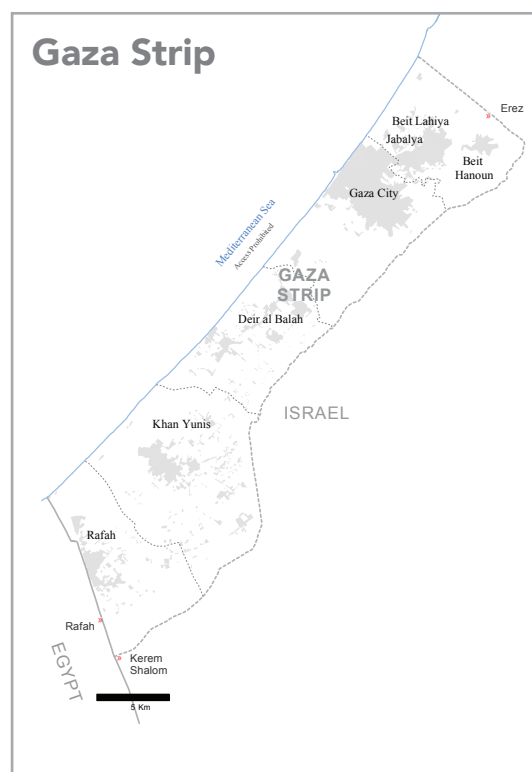 Gaza Strip
Erez
Beit Lahiya
Jabalya
Beit
Hanoun
Gaza City
Mediterranean Sea
Access Prohibited
GAZA
STRIP
Deir al Balah
ISRAEL
Khan Yunis
Rafah
Rafah
Kerem
Shalom
EGYPT
5 Km